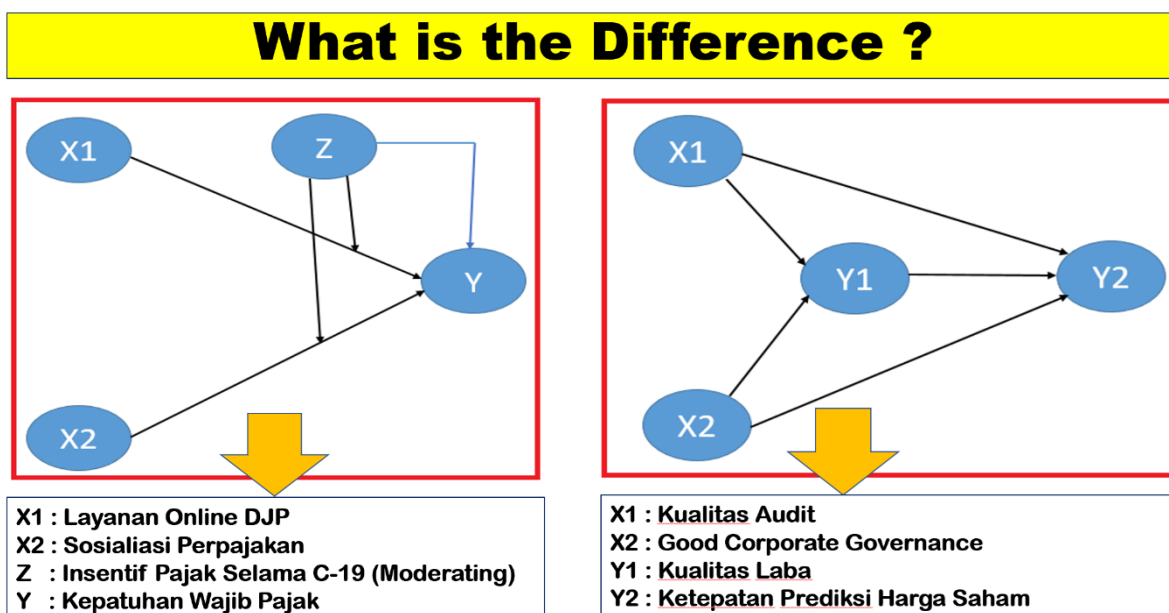 What is the Difference ?
X1
Z
Y
X2
X1 : Layanan Online DJP
X2 : Sosialiasi Perpajakan
Z : Insentif Pajak Selama C-19 (Moderating)
Y : Kepatuhan Wajib Pajak
X1
Y1
Y2
X2
X1 : Kualitas Audit
X2 : Good Corporate Governance
Y1 : Kualitas Laba
Y2 : Ketepatan Prediksi Harga Saham